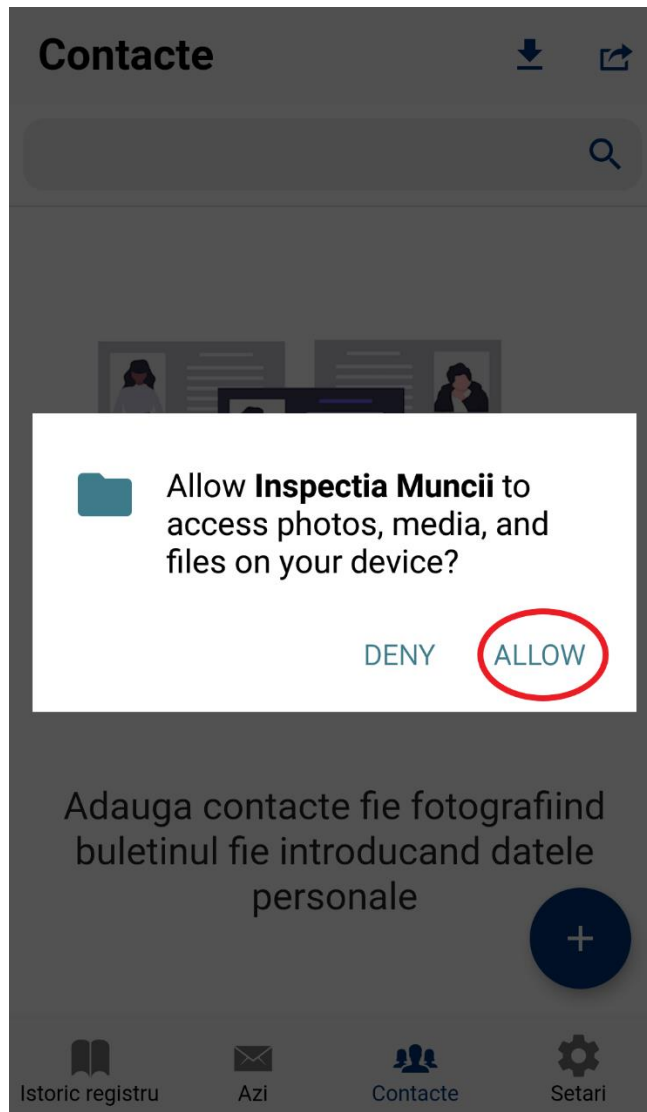 Contacte
Allow Inspectia Muncii to
access photos, media, and
files on your device?
DENY ALLOW
Adauga contacte fie fotografiind
buletinul fie introducand datele
personale
+
Istoric registru Azi Contacte Setari